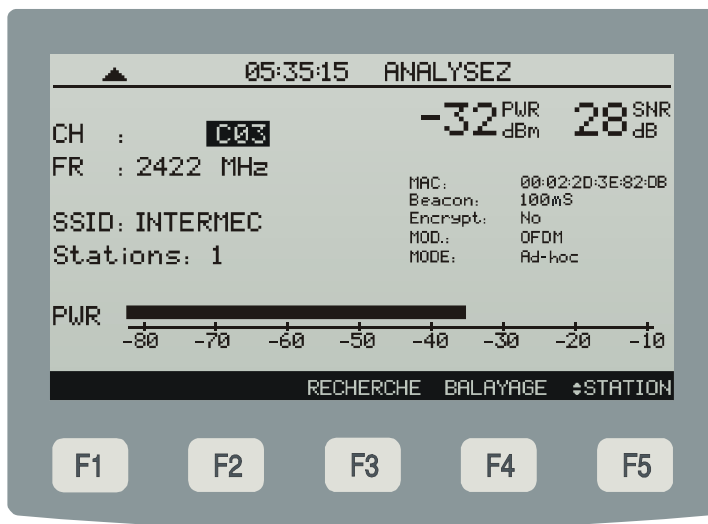 05:35:15 ANALYSEZ
CH : C03
FR : 2422 MHz
-32 PWR dBm 28 SNR dB
SSID: INTERMEC
Stations: 1
MAC: 00:02:2D:3E:82:DB
Beacon: 100mS
Encrypt: No
MOD.: OFDM
MODE: Ad-hoc
PWR
-80 -70 -60 -50 -40 -30 -20 -10
RECHERCHE BALAYAGE STATION
F1 F2 F3 F4 F5